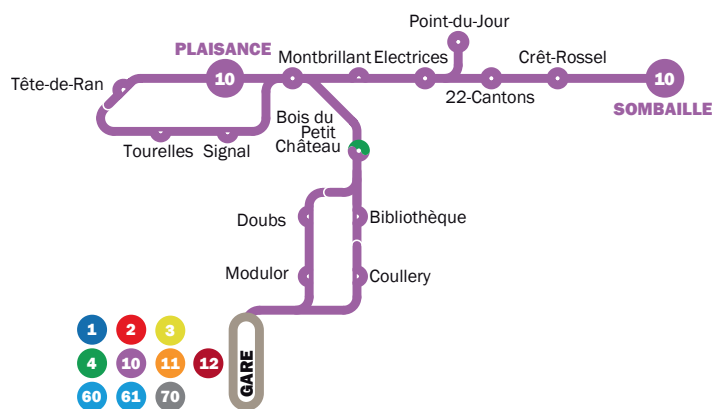 Point-du-Jour
PLAISANCE
Montbrillant
Electrices
Crêt-Rossel
10
10
Tête-de-Ran
22-Cantons
SOMBAILLE
Bois du
Petit
Château
Tourelles
Signal
Doubs
Bibliothèque
Modulor
Coullery
GARE
1
2
3
4
10
11
12
60
61
70